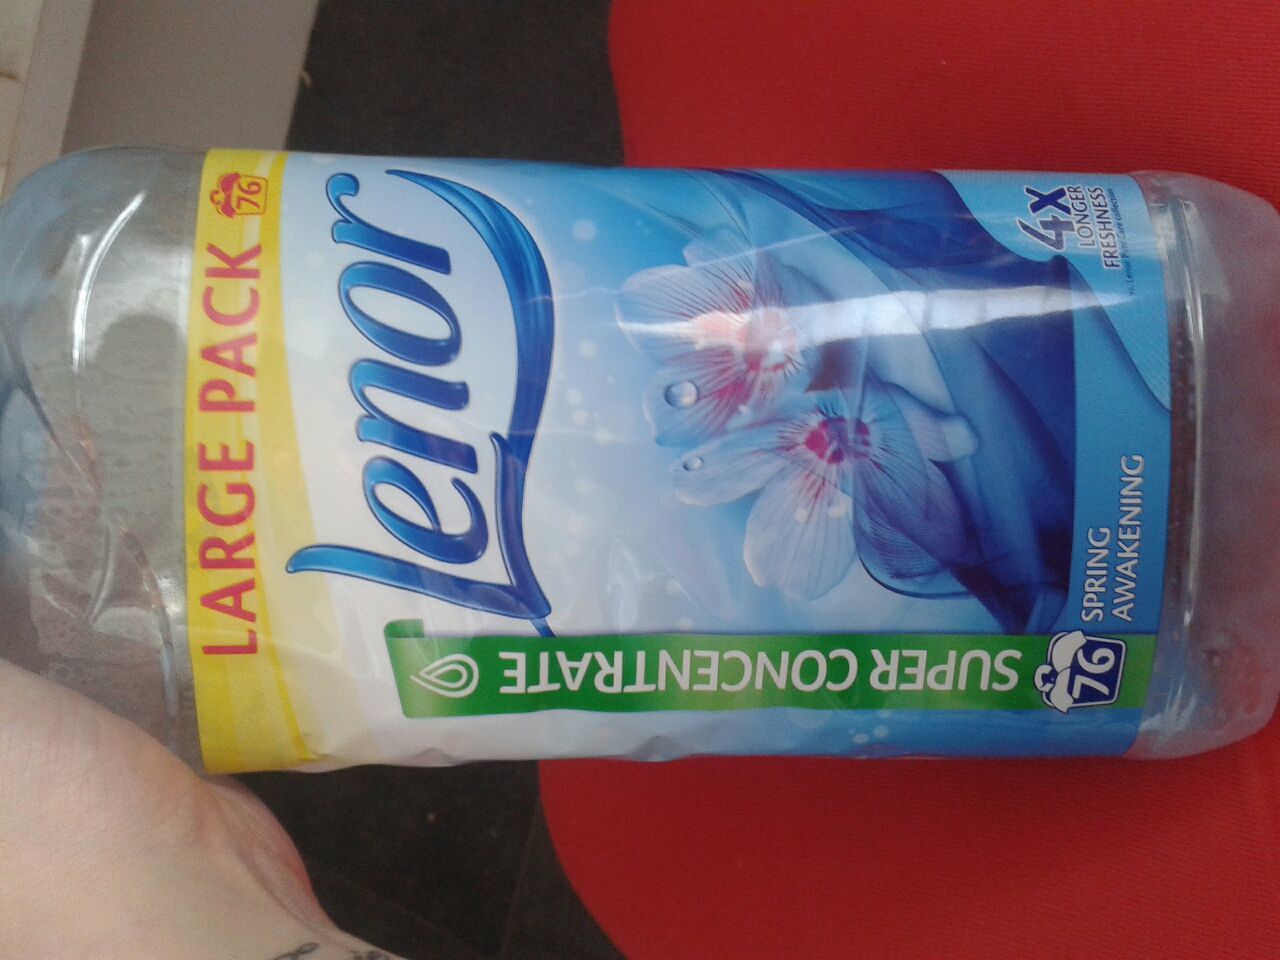 LARGE PACK 76
Lenor
SUPER CONCENTRATE
4X
LONGER
FRESHNESS
SPRING
AWAKENING
76